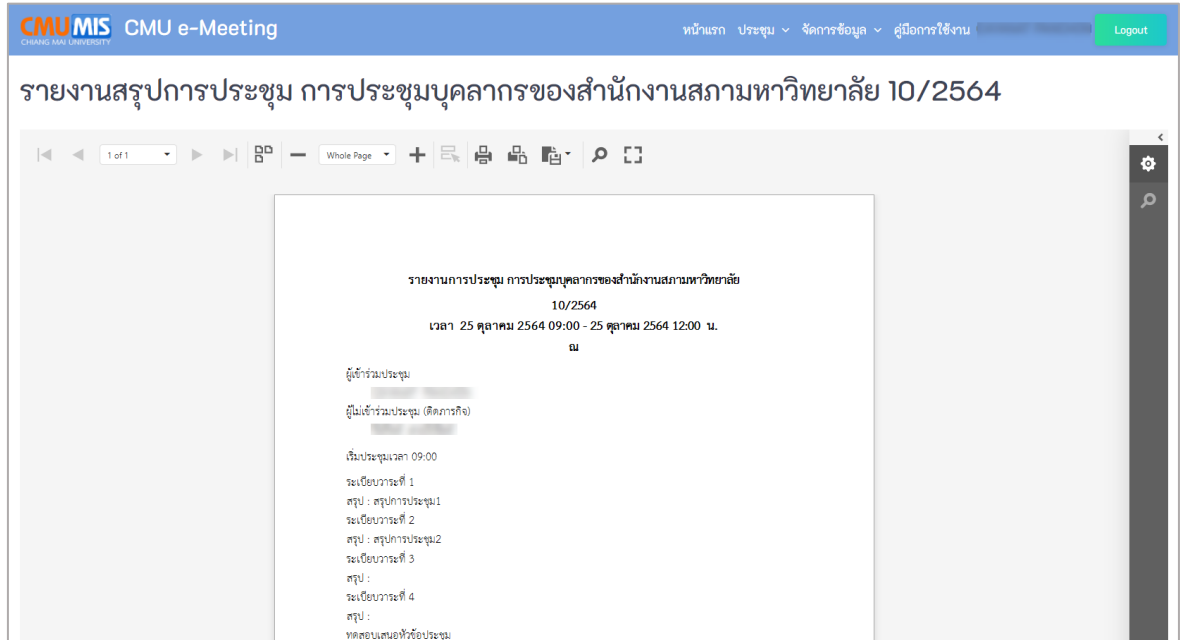 CMU MIS CMU e-Meeting หน้าแรก ประชุม จัดการข้อมูล คู่มือการใช้งาน Logout
CHIANG MAI UNIVERSITY
รายงานสรุปการประชุม การประชุมบุคลากรของสำนักงานสภามหาวิทยาลัย 10/2564
1 of 1 Whole Page
รายงานการประชุม การประชุมบุคลากรของสำนักงานสภามหาวิทยาลัย
10/2564
เวลา 25 ตุลาคม 2564 09:00 - 25 ตุลาคม 2564 12:00 น.
ณ
ผู้เข้าร่วมประชุม
ผู้ไม่เข้าร่วมประชุม (ติดภารกิจ)
เริ่มประชุมเวลา 09:00
ระเบียบวาระที่ 1
สรุป : สรุปการประชุม1
ระเบียบวาระที่ 2
สรุป : สรุปการประชุม2
ระเบียบวาระที่ 3
สรุป :
ระเบียบวาระที่ 4
สรุป :
ทดสอบเสนอหัวข้อประชุม